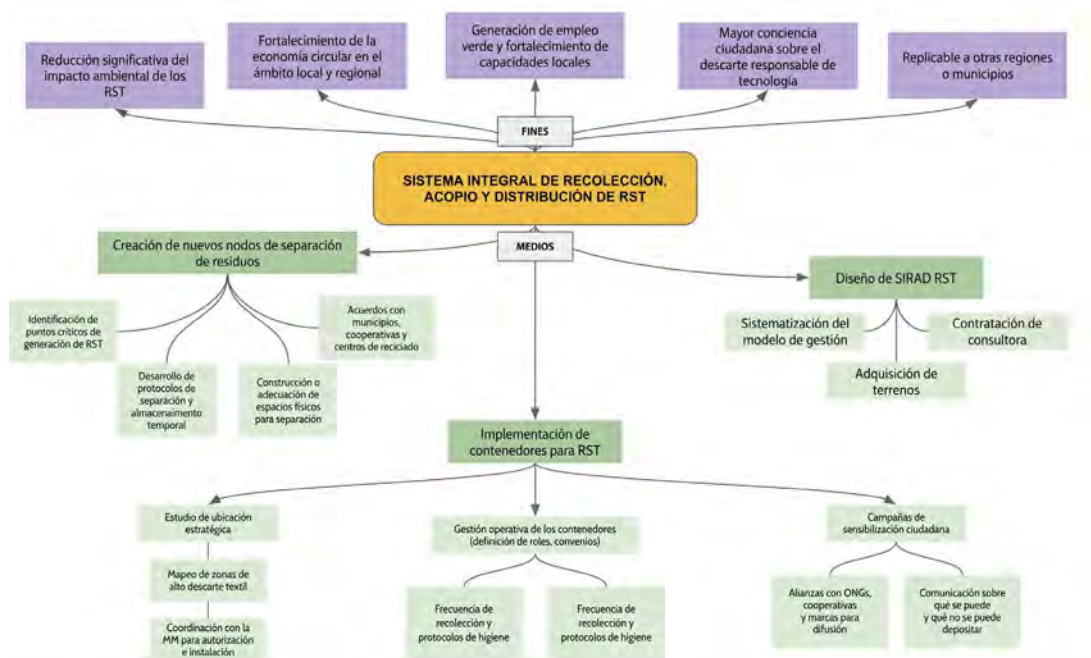 Reducción significativa del
impacto ambiental de los
RST
Fortalecimiento de la
economía circular en el
ámbito local y regional
Generación de empleo
verde y fortalecimiento de
capacidades locales
Mayor conciencia
ciudadana sobre el
descarte responsable de
tecnología
Replicable a otras regiones
o municipios
FINES
SISTEMA INTEGRAL DE RECOLECCIÓN,
ACOPIO Y DISTRIBUCIÓN DE RST
MEDIOS
Creación de nuevos nodos de separación
de residuos
Identificación de
puntos críticos de
generación de RST
Desarrollo de
protocolos de
separación y
almacenaimento
temporal
Construcción o
adecuación de
espacios físicos
para separación
Acuerdos con
municipios,
cooperativas y
centros de reciclado
Diseño de SIRAD RST
Sistematización del
modelo de gestión
Adquisición de
terrenos
Contratación de
consultora
Implementación de
contenedores para RST
Estudio de ubicación
estratégica
Mapeo de zonas de
alto descarte textil
Coordinación con la
MM para autorización
e instalación
Gestión operativa de los contenedores
(definición de roles, convenios)
Frecuencia de
recolección y
protocolos de higiene
Frecuencia de
recolección y
protocolos de higiene
Campañas de
sensibilización ciudadana
Alianzas con ONGs,
cooperativas
y marcas para
difusión
Comunicación sobre
qué se puede
y qué no se puede
depositar